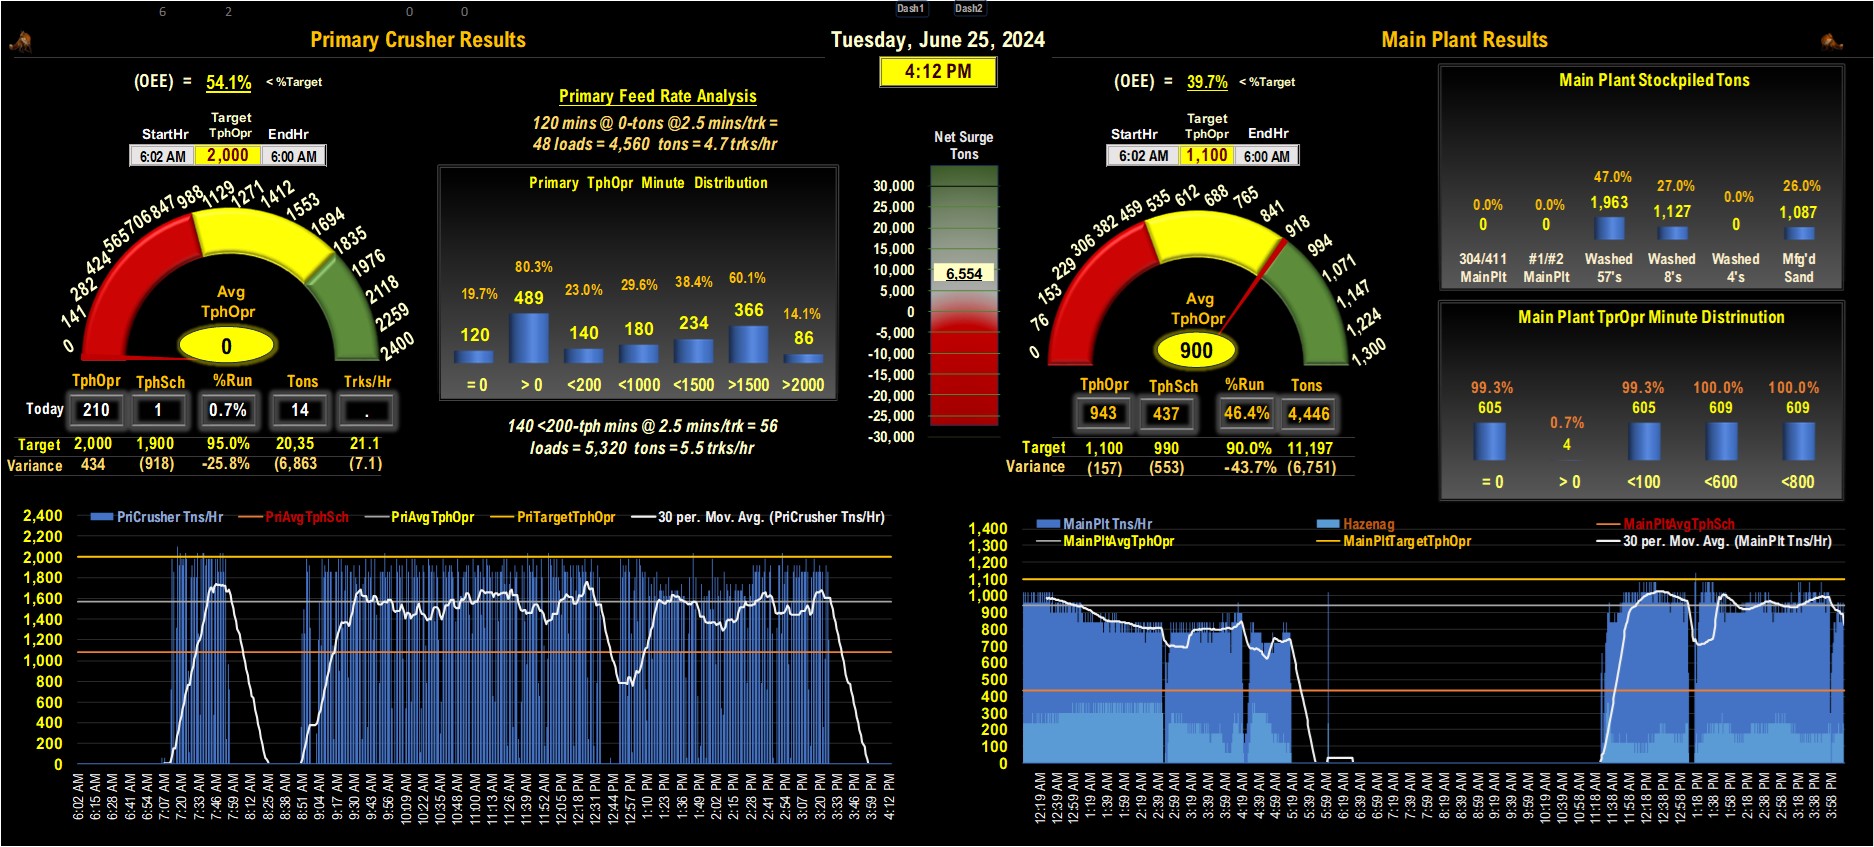 6 2 0 0 Dash1 Dash2
Primary Crusher Results
Tuesday, June 25, 2024
Main Plant Results
4:12 PM
(OEE) = 54.1% < %Target
Target
StartHr TphOpr EndHr
6:02 AM 2,000 6:00 AM
0 141 282 424 565 706 847 988 1129 1271 1412 1553 1694 1835 1976 2118 2259 2400
Avg
TphOpr
0
TphOpr TphSch %Run Tons Trks/Hr
Today 210 1 0.7% 14 .
Target 2,000 1,900 95.0% 20,35 21.1
Variance 434 (918) -25.8% (6,863 (7.1)
Primary Feed Rate Analysis
120 mins @ 0-tons @2.5 mins/trk =
48 loads = 4,560 tons = 4.7 trks/hr
Primary TphOpr Minute Distribution
19.7% 80.3% 23.0% 29.6% 38.4% 60.1% 14.1%
120 489 140 180 234 366 86
= 0 > 0 <200 <1000 <1500 >1500 >2000
140 <200-tph mins @ 2.5 mins/trk = 56
loads = 5,320 tons = 5.5 trks/hr
Net Surge
Tons
30,000
25,000
20,000
15,000
10,000
6,554
5,000
0
-5,000
-10,000
-15,000
-20,000
-25,000
-30,000
(OEE) = 39.7% < %Target
Target
StartHr TphOpr EndHr
6:02 AM 1,100 6:00 AM
0 76 153 229 306 382 459 535 612 688 765 841 918 994 1,071 1,147 1,224 1,300
Avg
TphOpr
900
TphOpr TphSch %Run Tons
943 437 46.4% 4,446
Target 1,100 990 90.0% 11,197
Variance (157) (553) -43.7% (6,751)
Main Plant Stockpiled Tons
0.0% 0.0% 47.0% 27.0% 0.0% 26.0%
0 0 1,963 1,127 0 1,087
304/411 #1/#2 Washed Washed Washed Mfg'd
MainPlt MainPlt 57's 8's 4's Sand
Main Plant TprOpr Minute Distrinution
99.3% 0.7% 99.3% 100.0% 100.0%
605 4 605 609 609
= 0 > 0 <100 <600 <800
PriCrusher Tns/Hr PriAvgTphSch PriAvgTphOpr PriTargetTphOpr 30 per. Mov. Avg. (PriCrusher Tns/Hr)
2,400
2,200
2,000
1,800
1,600
1,400
1,200
1,000
800
600
400
200
0
6:02 AM 6:15 AM 6:28 AM 6:41 AM 6:54 AM 7:07 AM 7:20 AM 7:33 AM 7:46 AM 7:59 AM 8:12 AM 8:25 AM 8:38 AM 8:51 AM 9:04 AM 9:17 AM 9:30 AM 9:43 AM 9:56 AM 10:09 AM 10:22 AM 10:35 AM 10:48 AM 11:00 AM 11:13 AM 11:26 AM 11:39 AM 11:52 AM 12:05 PM 12:18 PM 12:31 PM 12:44 PM 12:57 PM 1:10 PM 1:23 PM 1:36 PM 1:49 PM 2:02 PM 2:15 PM 2:28 PM 2:41 PM 2:54 PM 3:07 PM 3:20 PM 3:33 PM 3:46 PM 3:59 PM 4:12 PM
MainPlt Tns/Hr Hazenag MainPltAvgTphSch
MainPltAvgTphOpr MainPltTargetTphOpr 30 per. Mov. Avg. (MainPlt Tns/Hr)
1,400
1,300
1,200
1,100
1,000
900
800
700
600
500
400
300
200
100
0
12:19 AM 12:39 AM 12:59 AM 1:19 AM 1:39 AM 1:59 AM 2:19 AM 2:39 AM 2:59 AM 3:19 AM 3:39 AM 3:59 AM 4:19 AM 4:39 AM 4:59 AM 5:19 AM 5:39 AM 5:59 AM 6:19 AM 6:39 AM 6:59 AM 7:19 AM 7:39 AM 7:59 AM 8:19 AM 8:39 AM 8:59 AM 9:19 AM 9:39 AM 9:59 AM 10:19 AM 10:39 AM 10:59 AM 11:18 AM 11:38 AM 11:58 AM 12:18 PM 12:38 PM 12:58 PM 1:18 PM 1:38 PM 1:58 PM 2:18 PM 2:38 PM 2:58 PM 3:18 PM 3:38 PM 3:58 PM